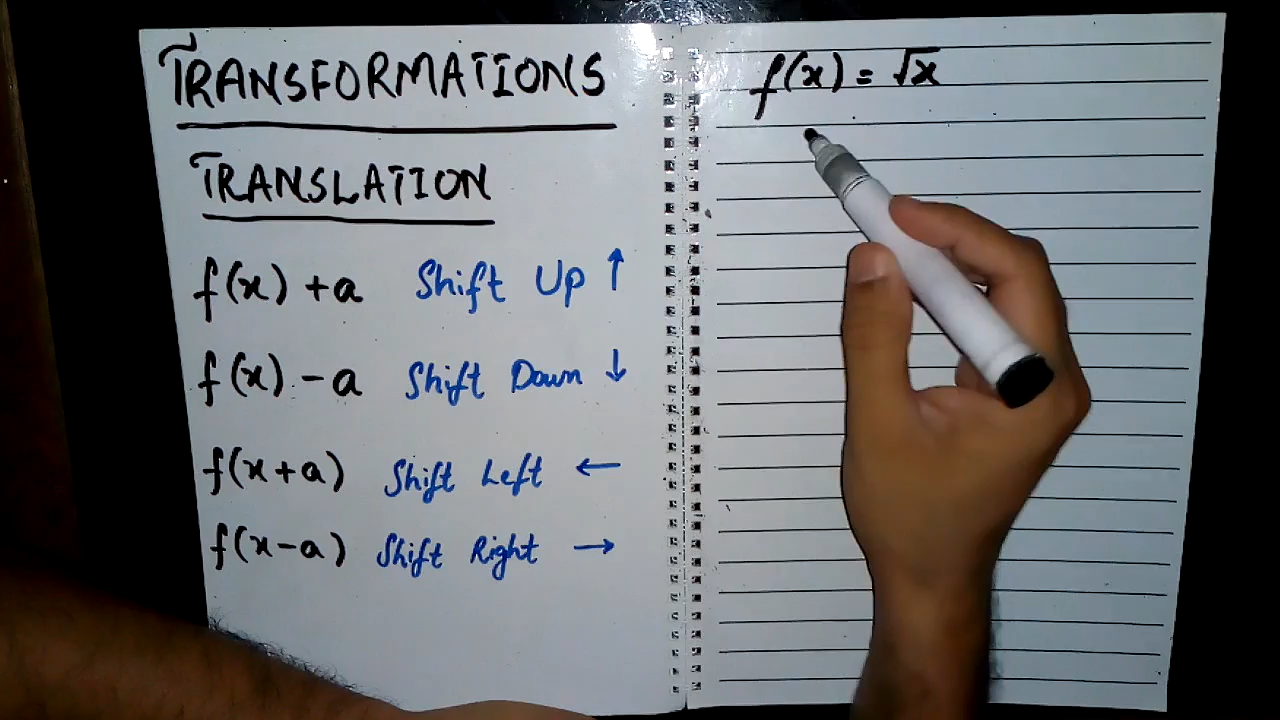 TRANSFORMATIONS
TRANSLATION
f(x) + a Shift Up ↑
f(x) - a Shift Down ↓
f(x+a) Shift Left ←
f(x-a) Shift Right →
f(x) = √x